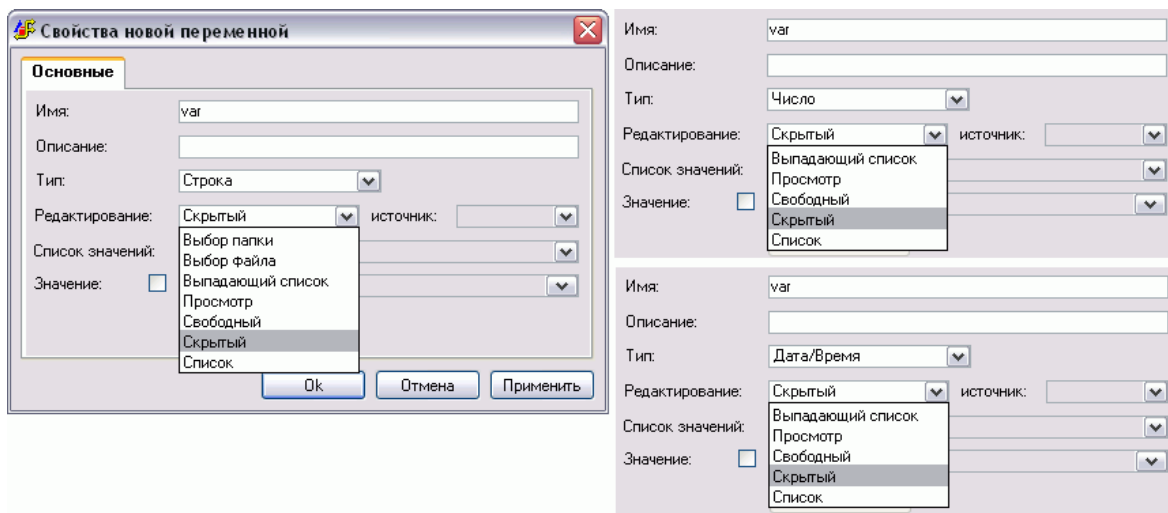 Свойства новой переменной
Основные
Имя: var
Описание:
Тип: Строка
Редактирование: Скрытый источник:
Выбор папки
Список значений:
Выбор файла
Значение:
Выпадающий список
Просмотр
Свободный
Скрытый
Список
Ok Отмена Применить
Имя: var
Описание:
Тип: Число
Редактирование: Скрытый источник:
Выпадающий список
Список значений:
Просмотр
Значение:
Свободный
Скрытый
Список
Имя: var
Описание:
Тип: Дата/Время
Редактирование: Скрытый источник:
Выпадающий список
Список значений:
Просмотр
Значение:
Свободный
Скрытый
Список